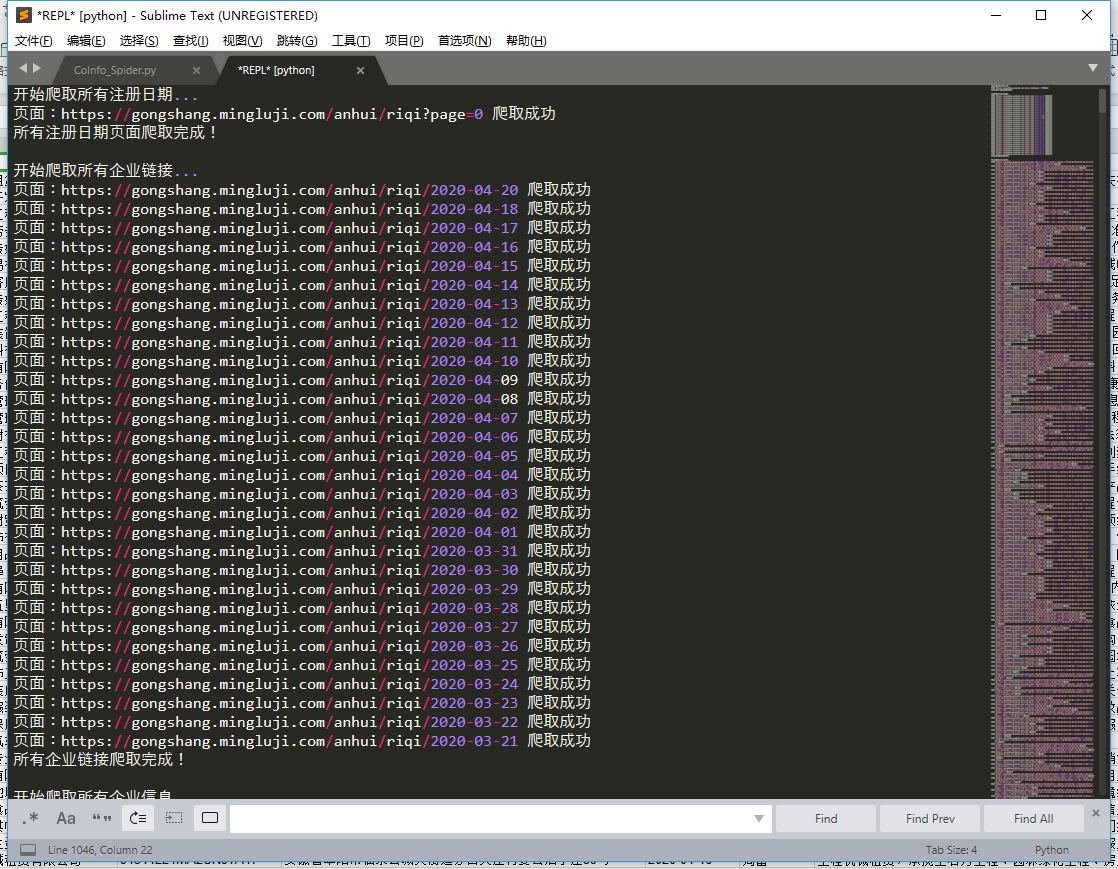 *REPL* [python] - Sublime Text (UNREGISTERED)
文件(F) 编辑(E) 选择(S) 查找(I) 视图(V) 跳转(G) 工具(T) 项目(P) 首选项(N) 帮助(H)
CoInfo_Spider.py *REPL* [python]
开始爬取所有注册日期...
页面：https://gongshang.mingluji.com/anhui/riqi?page=0 爬取成功
所有注册日期页面爬取完成！
开始爬取所有企业链接...
页面：https://gongshang.mingluji.com/anhui/riqi/2020-04-20 爬取成功
页面：https://gongshang.mingluji.com/anhui/riqi/2020-04-18 爬取成功
页面：https://gongshang.mingluji.com/anhui/riqi/2020-04-17 爬取成功
页面：https://gongshang.mingluji.com/anhui/riqi/2020-04-16 爬取成功
页面：https://gongshang.mingluji.com/anhui/riqi/2020-04-15 爬取成功
页面：https://gongshang.mingluji.com/anhui/riqi/2020-04-14 爬取成功
页面：https://gongshang.mingluji.com/anhui/riqi/2020-04-13 爬取成功
页面：https://gongshang.mingluji.com/anhui/riqi/2020-04-12 爬取成功
页面：https://gongshang.mingluji.com/anhui/riqi/2020-04-11 爬取成功
页面：https://gongshang.mingluji.com/anhui/riqi/2020-04-10 爬取成功
页面：https://gongshang.mingluji.com/anhui/riqi/2020-04-09 爬取成功
页面：https://gongshang.mingluji.com/anhui/riqi/2020-04-08 爬取成功
页面：https://gongshang.mingluji.com/anhui/riqi/2020-04-07 爬取成功
页面：https://gongshang.mingluji.com/anhui/riqi/2020-04-06 爬取成功
页面：https://gongshang.mingluji.com/anhui/riqi/2020-04-05 爬取成功
页面：https://gongshang.mingluji.com/anhui/riqi/2020-04-04 爬取成功
页面：https://gongshang.mingluji.com/anhui/riqi/2020-04-03 爬取成功
页面：https://gongshang.mingluji.com/anhui/riqi/2020-04-02 爬取成功
页面：https://gongshang.mingluji.com/anhui/riqi/2020-04-01 爬取成功
页面：https://gongshang.mingluji.com/anhui/riqi/2020-03-31 爬取成功
页面：https://gongshang.mingluji.com/anhui/riqi/2020-03-30 爬取成功
页面：https://gongshang.mingluji.com/anhui/riqi/2020-03-29 爬取成功
页面：https://gongshang.mingluji.com/anhui/riqi/2020-03-28 爬取成功
页面：https://gongshang.mingluji.com/anhui/riqi/2020-03-27 爬取成功
页面：https://gongshang.mingluji.com/anhui/riqi/2020-03-26 爬取成功
页面：https://gongshang.mingluji.com/anhui/riqi/2020-03-25 爬取成功
页面：https://gongshang.mingluji.com/anhui/riqi/2020-03-24 爬取成功
页面：https://gongshang.mingluji.com/anhui/riqi/2020-03-23 爬取成功
页面：https://gongshang.mingluji.com/anhui/riqi/2020-03-22 爬取成功
页面：https://gongshang.mingluji.com/anhui/riqi/2020-03-21 爬取成功
所有企业链接爬取完成！
开始爬取所有企业信息
.* Aa “” Find Find Prev Find All
Line 1046, Column 22 Tab Size: 4 Python